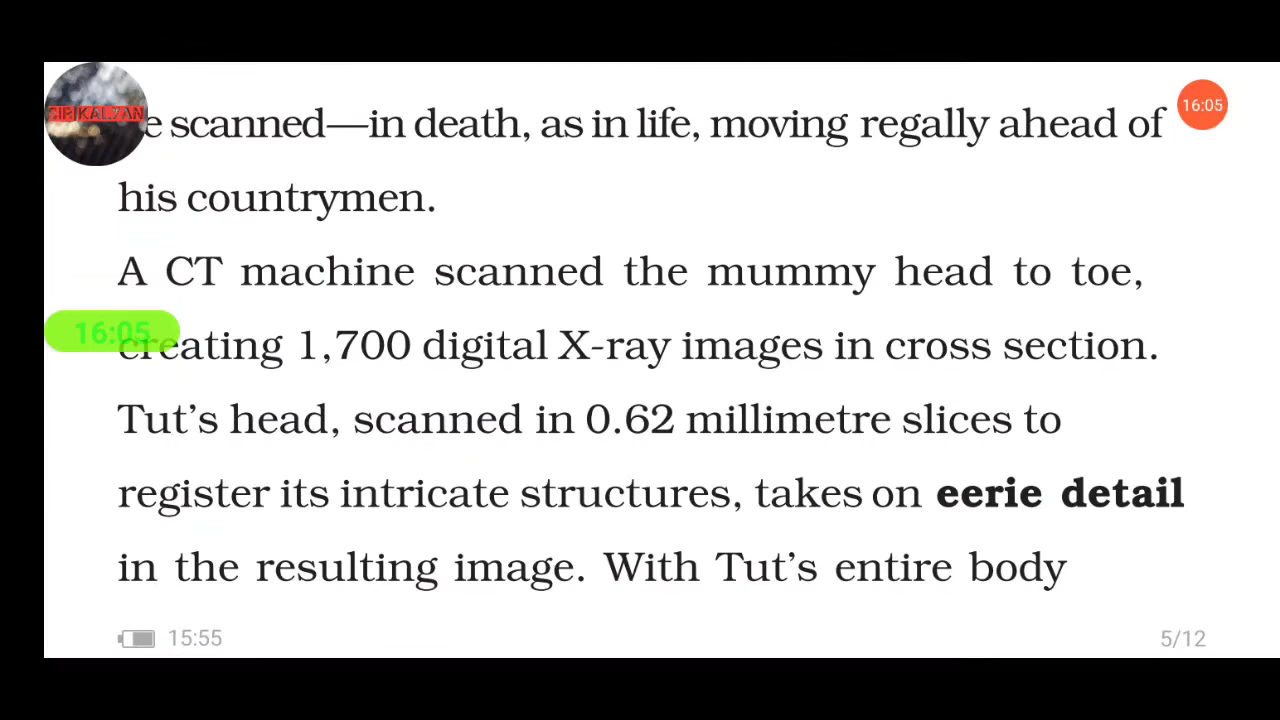 e scanned—in death, as in life, moving regally ahead of
16:05
his countrymen.
A CT machine scanned the mummy head to toe,
16:05
creating 1,700 digital X-ray images in cross section.
Tut’s head, scanned in 0.62 millimetre slices to
register its intricate structures, takes on eerie detail
in the resulting image. With Tut’s entire body
15:55
5/12